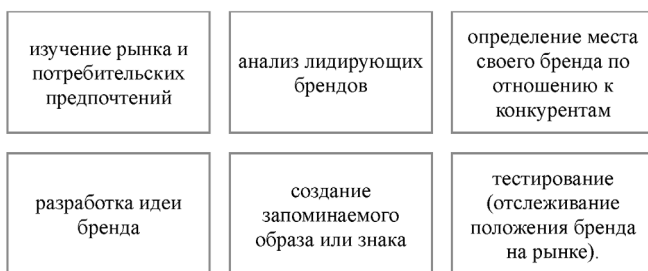 изучение рынка и
потребительских
предпочтений
анализ лидирующих
брендов
определение места
своего бренда по
отношению к
конкурентам
разработка идеи
бренда
создание
запоминаемого
образа или знака
тестирование
(отслеживание
положения бренда
на рынке).